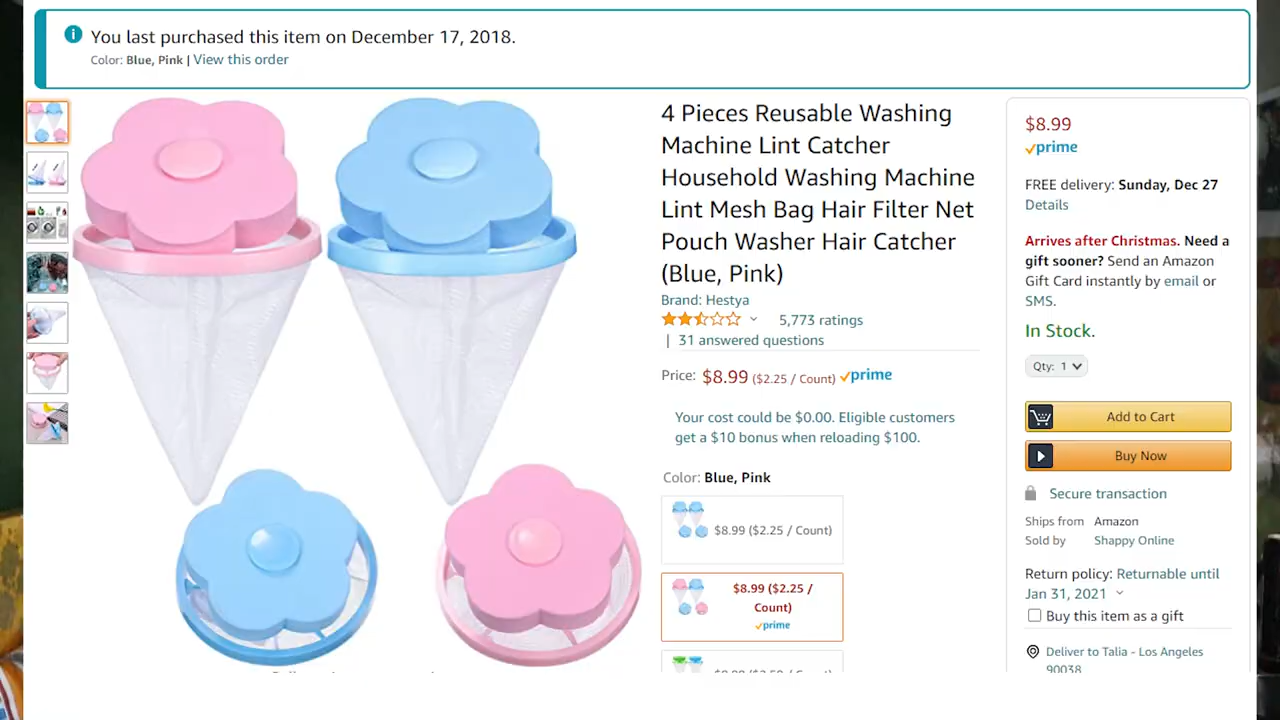 You last purchased this item on December 17, 2018.
Color: Blue, Pink | View this order
4 Pieces Reusable Washing
Machine Lint Catcher
Household Washing Machine
Lint Mesh Bag Hair Filter Net
Pouch Washer Hair Catcher
(Blue, Pink)
Brand: Hestya
5,773 ratings
| 31 answered questions
Price: $8.99 ($2.25 / Count) prime
Your cost could be $0.00. Eligible customers
get a $10 bonus when reloading $100.
Color: Blue, Pink
$8.99 ($2.25 / Count)
$8.99 ($2.25 /
Count)
prime
$8.99
prime
FREE delivery: Sunday, Dec 27
Details
Arrives after Christmas. Need a
gift sooner? Send an Amazon
Gift Card instantly by email or
SMS.
In Stock.
Qty: 1
Add to Cart
Buy Now
Secure transaction
Ships from Amazon
Sold by Shappy Online
Return policy: Returnable until
Jan 31, 2021
Buy this item as a gift
Deliver to Talia - Los Angeles
90038